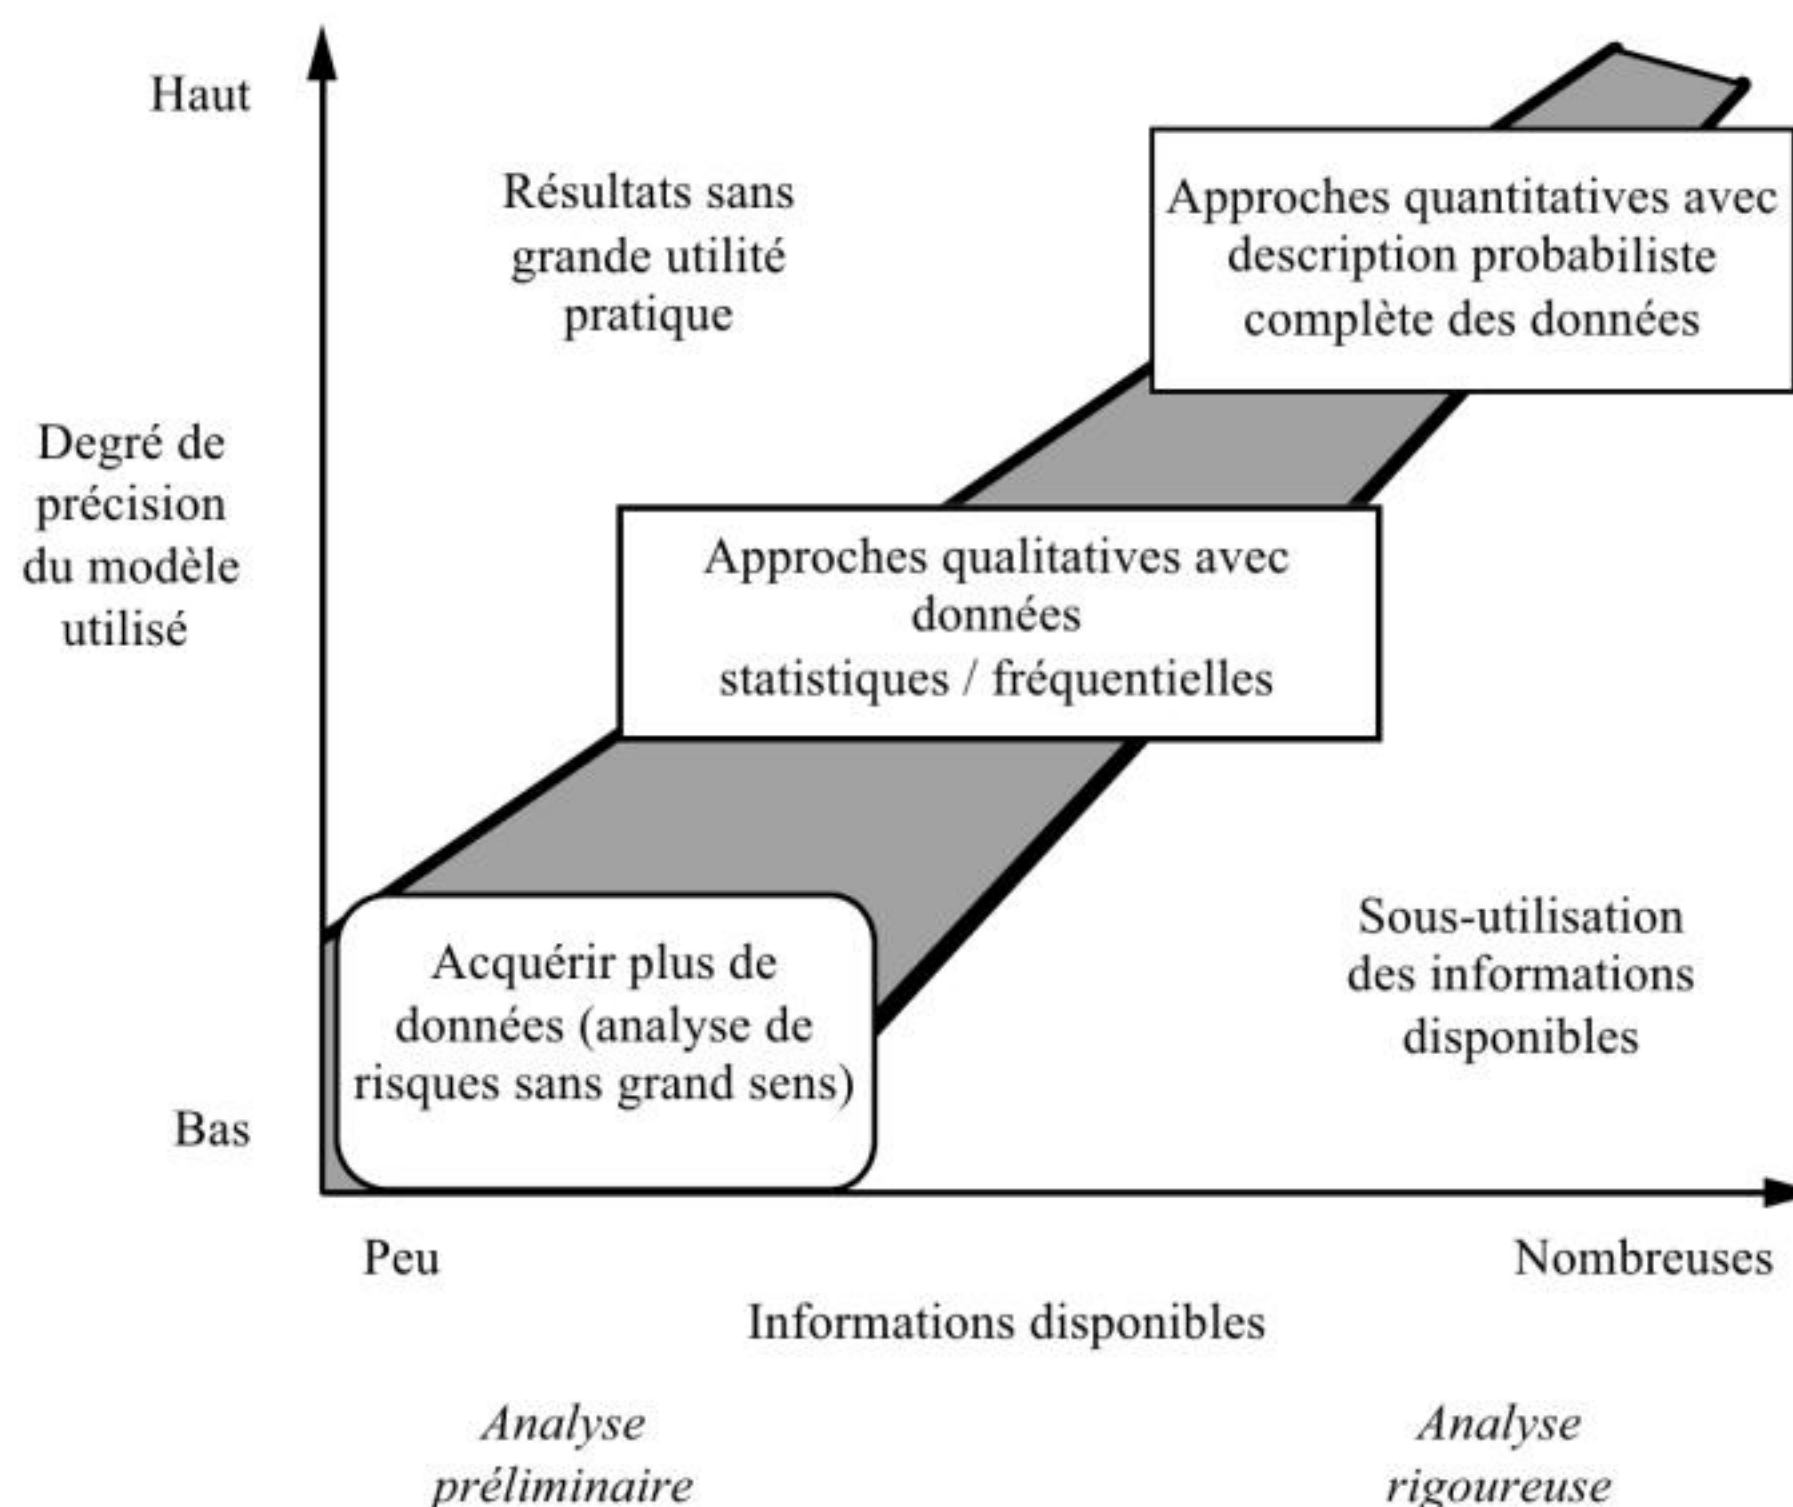 Haut
Résultats sans
grande utilité
pratique
Approches quantitatives avec
description probabiliste
complète des données
Degré de
précision
du modèle
utilisé
Approches qualitatives avec
données
statistiques / fréquentielles
Acquérir plus de
données (analyse de
risques sans grand sens)
Sous-utilisation
des informations
disponibles
Bas
Peu
Nombreuses
Informations disponibles
Analyse
préliminaire
Analyse
rigoureuse